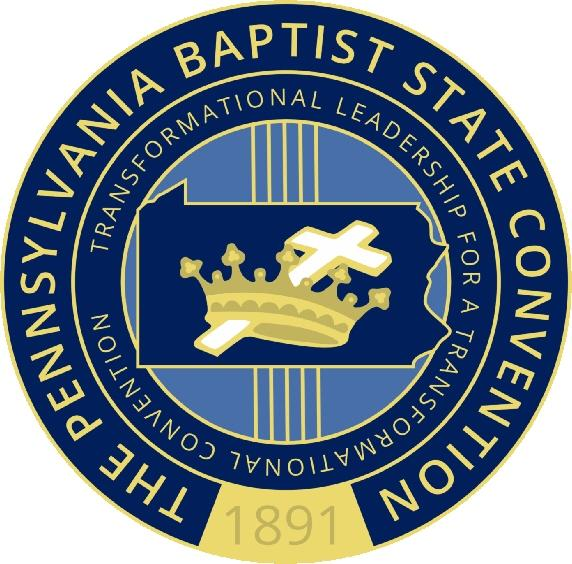 THE PENNSYLVANIA BAPTIST STATE CONVENTION
TRANSFORMATIONAL LEADERSHIP FOR A TRANSFORMATIONAL CONVENTION
1891